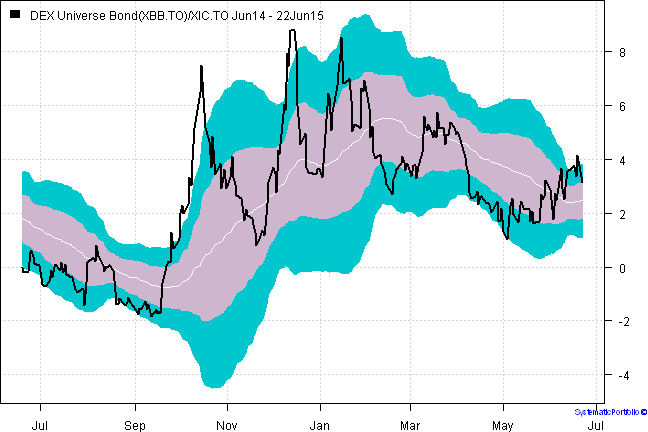 DEX Universe Bond(XBB.TO)/XIC.TO Jun14 - 22Jun15
8
6
4
2
0
-2
-4
SystematicPortfolio ©
Jul
Sep
Nov
Jan
Mar
May
Jul